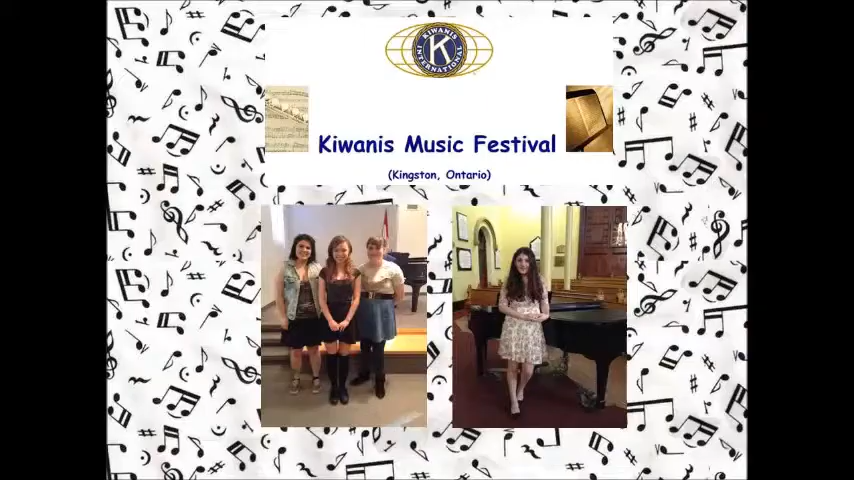 KIWANIS
K
INTERNATIONAL
Kiwanis Music Festival
(Kingston, Ontario)